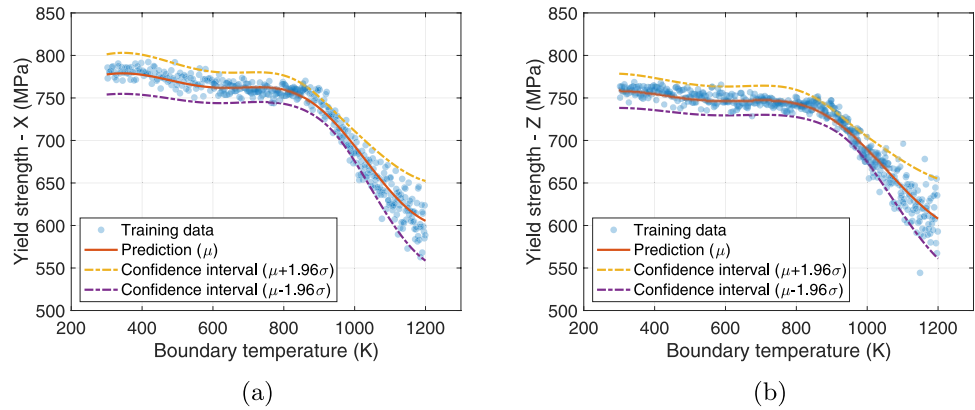 850
800
750
700
650
600
550
500
Yield strength - X (MPa)
Training data
Prediction (μ)
Confidence interval (μ+1.96σ)
Confidence interval (μ-1.96σ)
200 400 600 800 1000 1200
Boundary temperature (K)
(a)
850
800
750
700
650
600
550
500
Yield strength - Z (MPa)
Training data
Prediction (μ)
Confidence interval (μ+1.96σ)
Confidence interval (μ-1.96σ)
200 400 600 800 1000 1200
Boundary temperature (K)
(b)